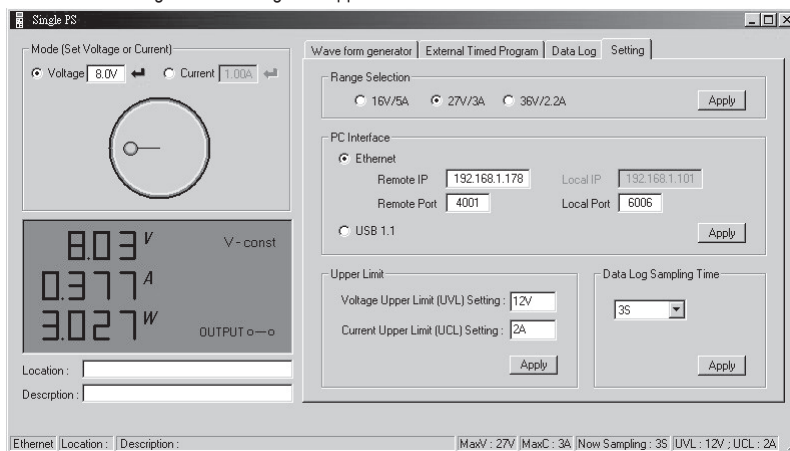 Single PS
Mode (Set Voltage or Current)
Voltage 8.0V Current 1.00A
8.03 V V-const
0.377 A
3.027 W OUTPUT
Location :
Descrption :
Wave form generator External Timed Program Data Log Setting
Range Selection
16V/5A 27V/3A 36V/2.2A Apply
PC Interface
Ethernet
Remote IP 192.168.1.178 Local IP 192.168.1.101
Remote Port 4001 Local Port 6006
USB 1.1 Apply
Upper Limit
Voltage Upper Limit (UVL) Setting : 12V
Current Upper Limit (UCL) Setting : 2A
Apply
Data Log Sampling Time
3S
Apply
Ethernet Location : Description : MaxV : 27V MaxC : 3A Now Sampling : 3S UVL : 12V ; UCL : 2A